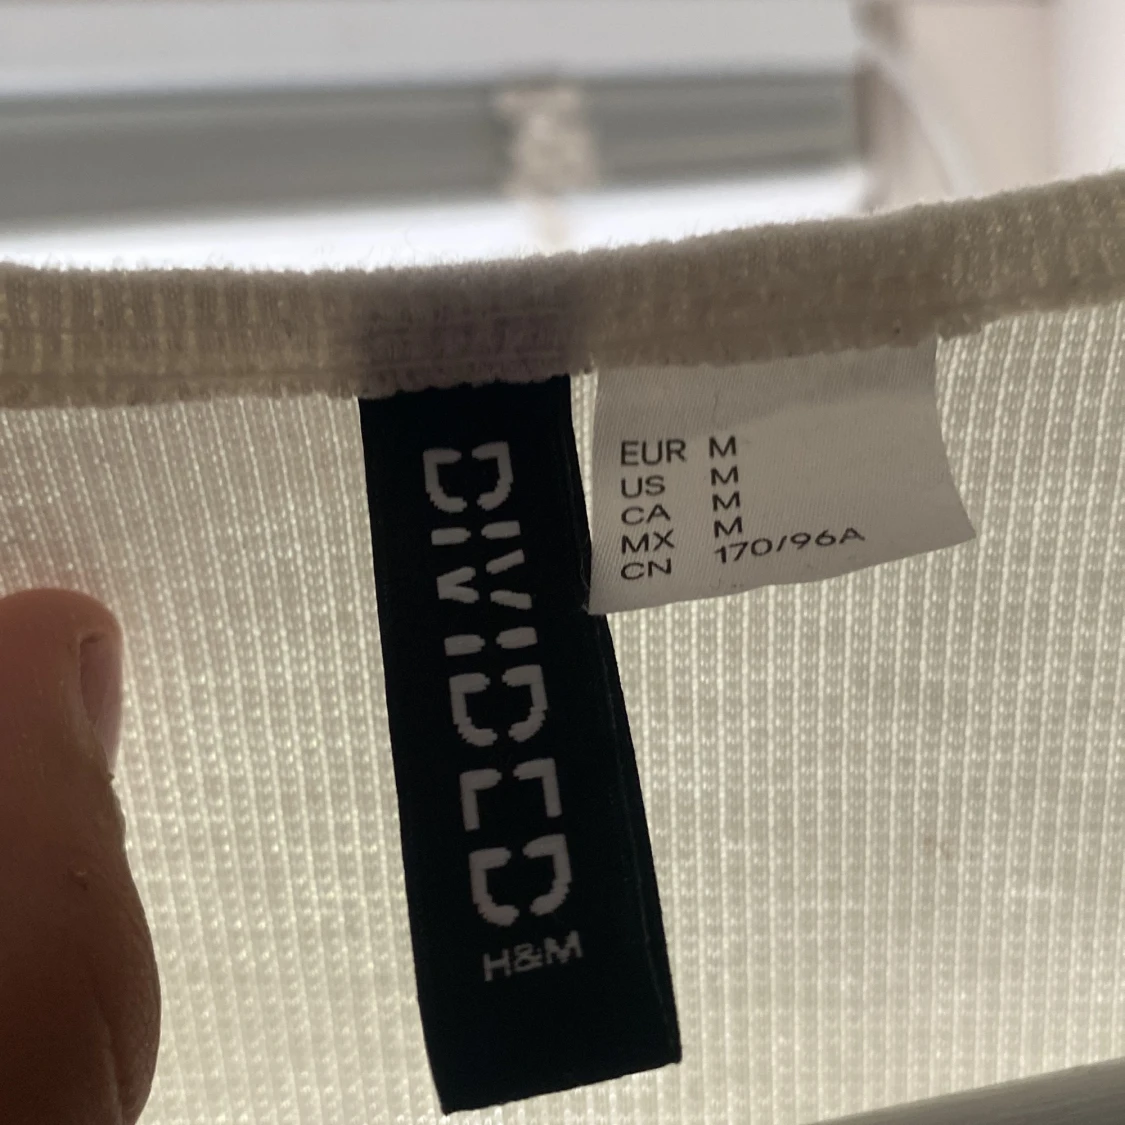 DIVIDED
H&M
EUR M
US M
CA M
MX M
CN 170/96A